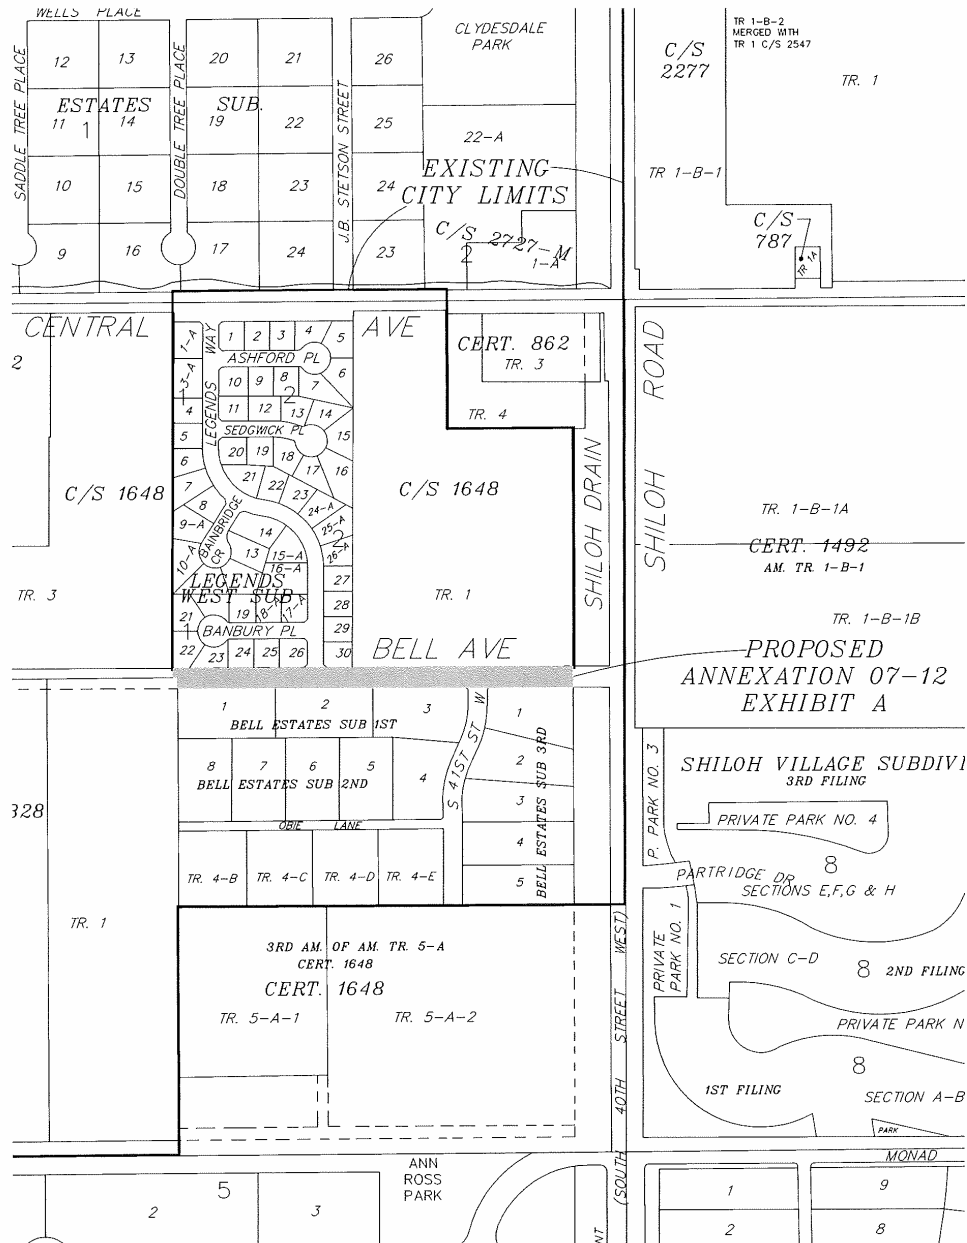 WELLS PLACE
CLYDESDALE
PARK
TR 1-B-2
MERGED WITH
TR 1 C/S 2547
C/S
2277
TR. 1
SADDLE TREE PLACE
DOUBLE TREE PLACE
J.B. STETSON STREET
12
13
20
21
26
ESTATES SUB.
11
1
14
19
22
25
22-A
EXISTING
CITY LIMITS
TR 1-B-1
10
15
18
23
24
C/S
787
TR 1A
C/S 2727-M
2
1-A
9
16
17
24
23
CENTRAL AVE
2
LEGENDS WAY
1-A
1
2
3
4
5
ASHFORD PL
6
3-A
1
10
9
8
7
2
4
11
12
13
14
5
SEDGWICK PL
15
6
20
19
18
17
16
7
21
22
23
8
24-A
9-A
BAINBRIDGE
CR
14
25-A
2
26-A
10-A
13
15-A
16-A
LEGENDS
WEST SUB
27
28
19
18-A
17-A
21
1
BANBURY PL
29
22
23
24
25
26
30
CERT. 862
TR. 3
TR. 4
C/S 1648
C/S 1648
TR. 3
TR. 1
SHILOH DRAIN
SHILOH ROAD
TR. 1-B-1A
CERT. 1492
AM. TR. 1-B-1
TR. 1-B-1B
BELL AVE
PROPOSED
ANNEXATION 07-12
EXHIBIT A
1
2
3
BELL ESTATES SUB 1ST
S 41ST ST W
1
2
3
4
5
BELL ESTATES SUB 3RD
8
7
6
5
4
BELL ESTATES SUB 2ND
OBIE LANE
TR. 4-B
TR. 4-C
TR. 4-D
TR. 4-E
328
TR. 1
P. PARK NO. 3
SHILOH VILLAGE SUBDIVI
3RD FILING
PRIVATE PARK NO. 4
8
PARTRIDGE DR
SECTIONS E,F,G & H
PRIVATE
PARK NO. 1
SECTION C-D
8
2ND FILING
PRIVATE PARK N
8
1ST FILING
SECTION A-B
PARK
3RD AM. OF AM. TR. 5-A
CERT. 1648
CERT. 1648
TR. 5-A-1
TR. 5-A-2
(SOUTH 40TH STREET WEST)
MONAD
ANN
ROSS
PARK
5
2
3
NT
1
9
2
8